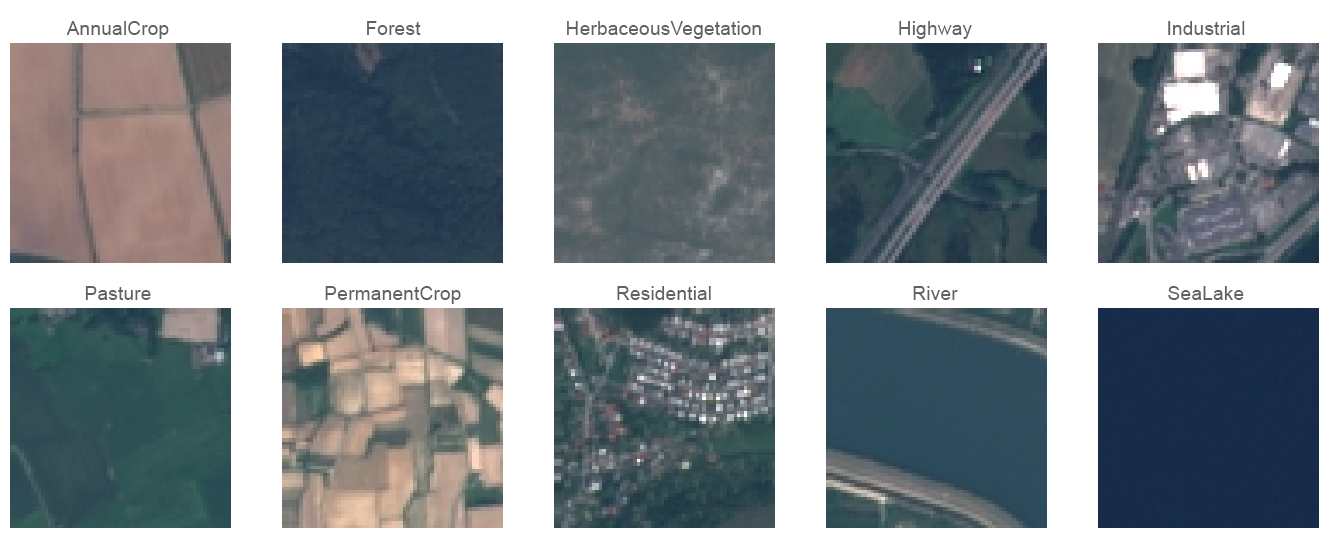 AnnualCrop
Forest
HerbaceousVegetation
Highway
Industrial
Pasture
PermanentCrop
Residential
River
SeaLake